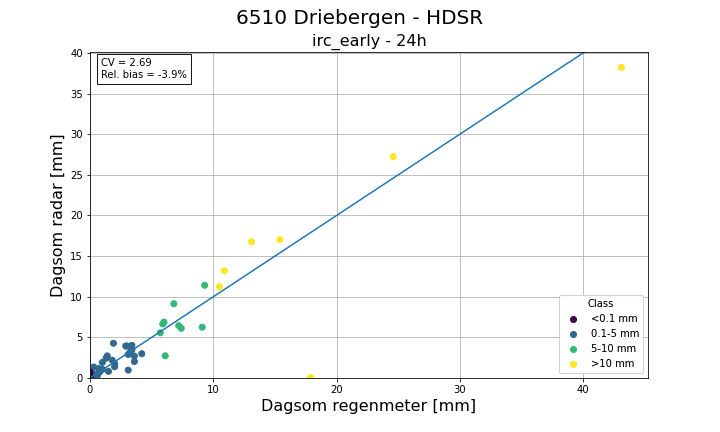 6510 Driebergen - HDSR
irc_early - 24h
CV = 2.69
Rel. bias = -3.9%
40
35
30
25
20
15
10
5
0
Dagsom radar [mm]
Class
<0.1 mm
0.1-5 mm
5-10 mm
>10 mm
0 10 20 30 40
Dagsom regenmeter [mm]